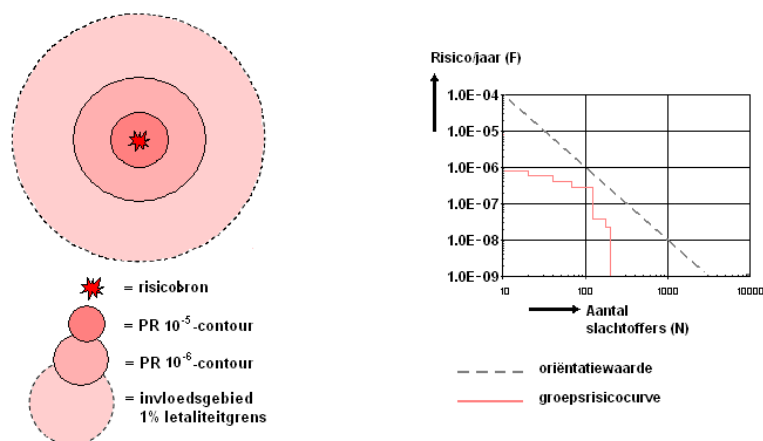 = risicobron
= PR 10⁻⁵-contour
= PR 10⁻⁶-contour
= invloedsgebied
1% letaliteitgrens
Risico/jaar (F)
1.0E-04
1.0E-05
1.0E-06
1.0E-07
1.0E-08
1.0E-09
10 100 1000 10000
Aantal
slachtoffers (N)
oriëntatiewaarde
groepsrisicocurve